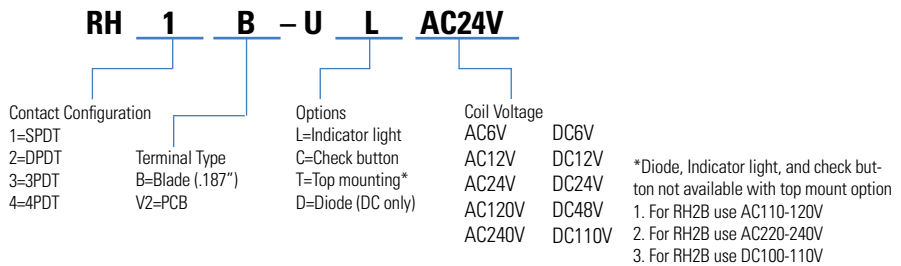 RH 1 B – U L AC24V
Contact Configuration
1=SPDT
2=DPDT
3=3PDT
4=4PDT
Terminal Type
B=Blade (.187”)
V2=PCB
Options
L=Indicator light
C=Check button
T=Top mounting*
D=Diode (DC only)
Coil Voltage
AC6V DC6V
AC12V DC12V
AC24V DC24V
AC120V DC48V
AC240V DC110V
*Diode, Indicator light, and check but-
ton not available with top mount option
1. For RH2B use AC110-120V
2. For RH2B use AC220-240V
3. For RH2B use DC100-110V